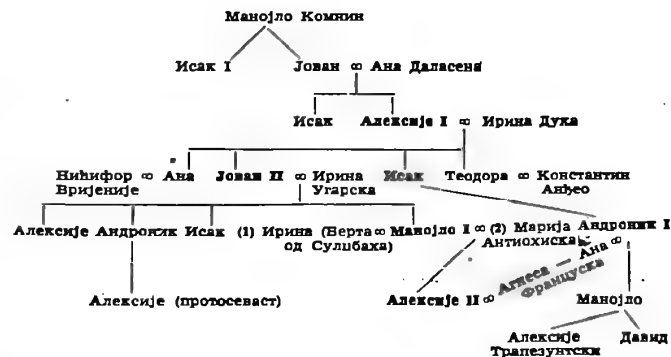 Манојло Комнин
Исак I Јован ∞ Ана Даласена
Исак Алексије I ∞ Ирина Дука
Нићифор ∞ Ана Јован II ∞ Ирина Исак Теодора ∞ Константин
Вријеније Угарска Анђео
Алексије Андроник Исак (1) Ирина (Берта ∞ Манојло I ∞ (2) Марија Андроник I
од Сулцбаха) Антиохиска
Агнеса — Ана ∞
Француска
Алексије (протосеваст) Алексије II ∞ Манојло
Алексије Давид
Трапезунтски